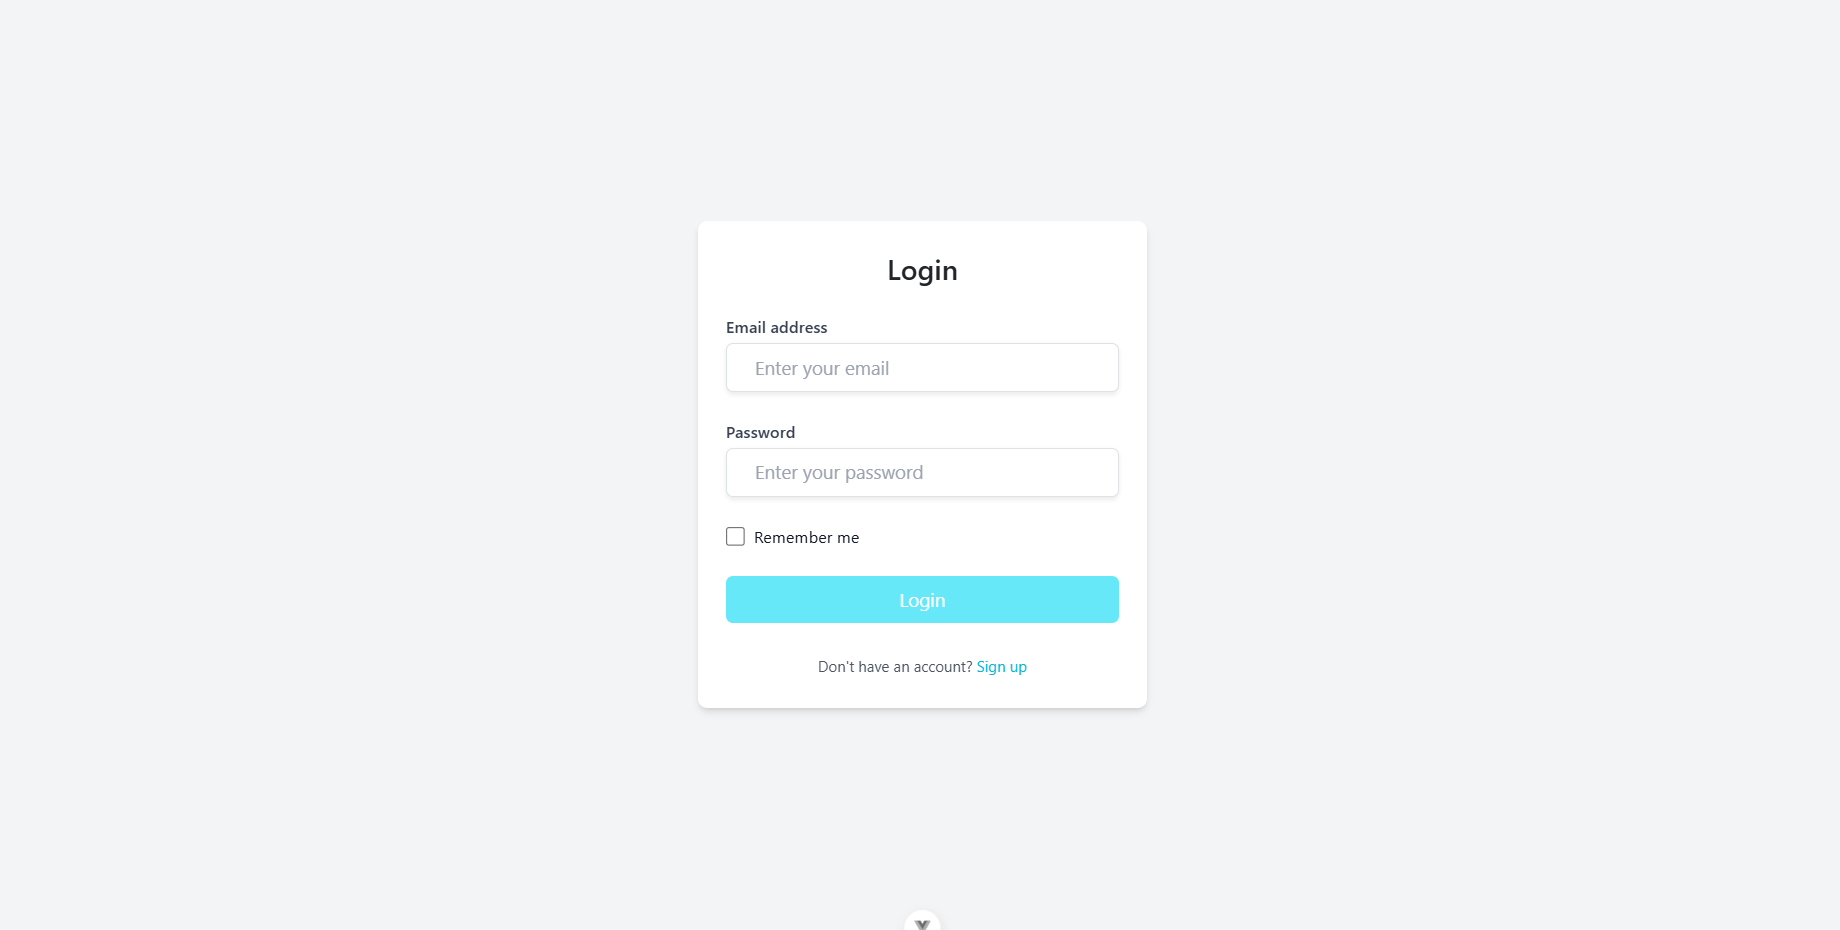 Login
Email address
Enter your email
Password
Enter your password
Remember me
Login
Don't have an account? Sign up